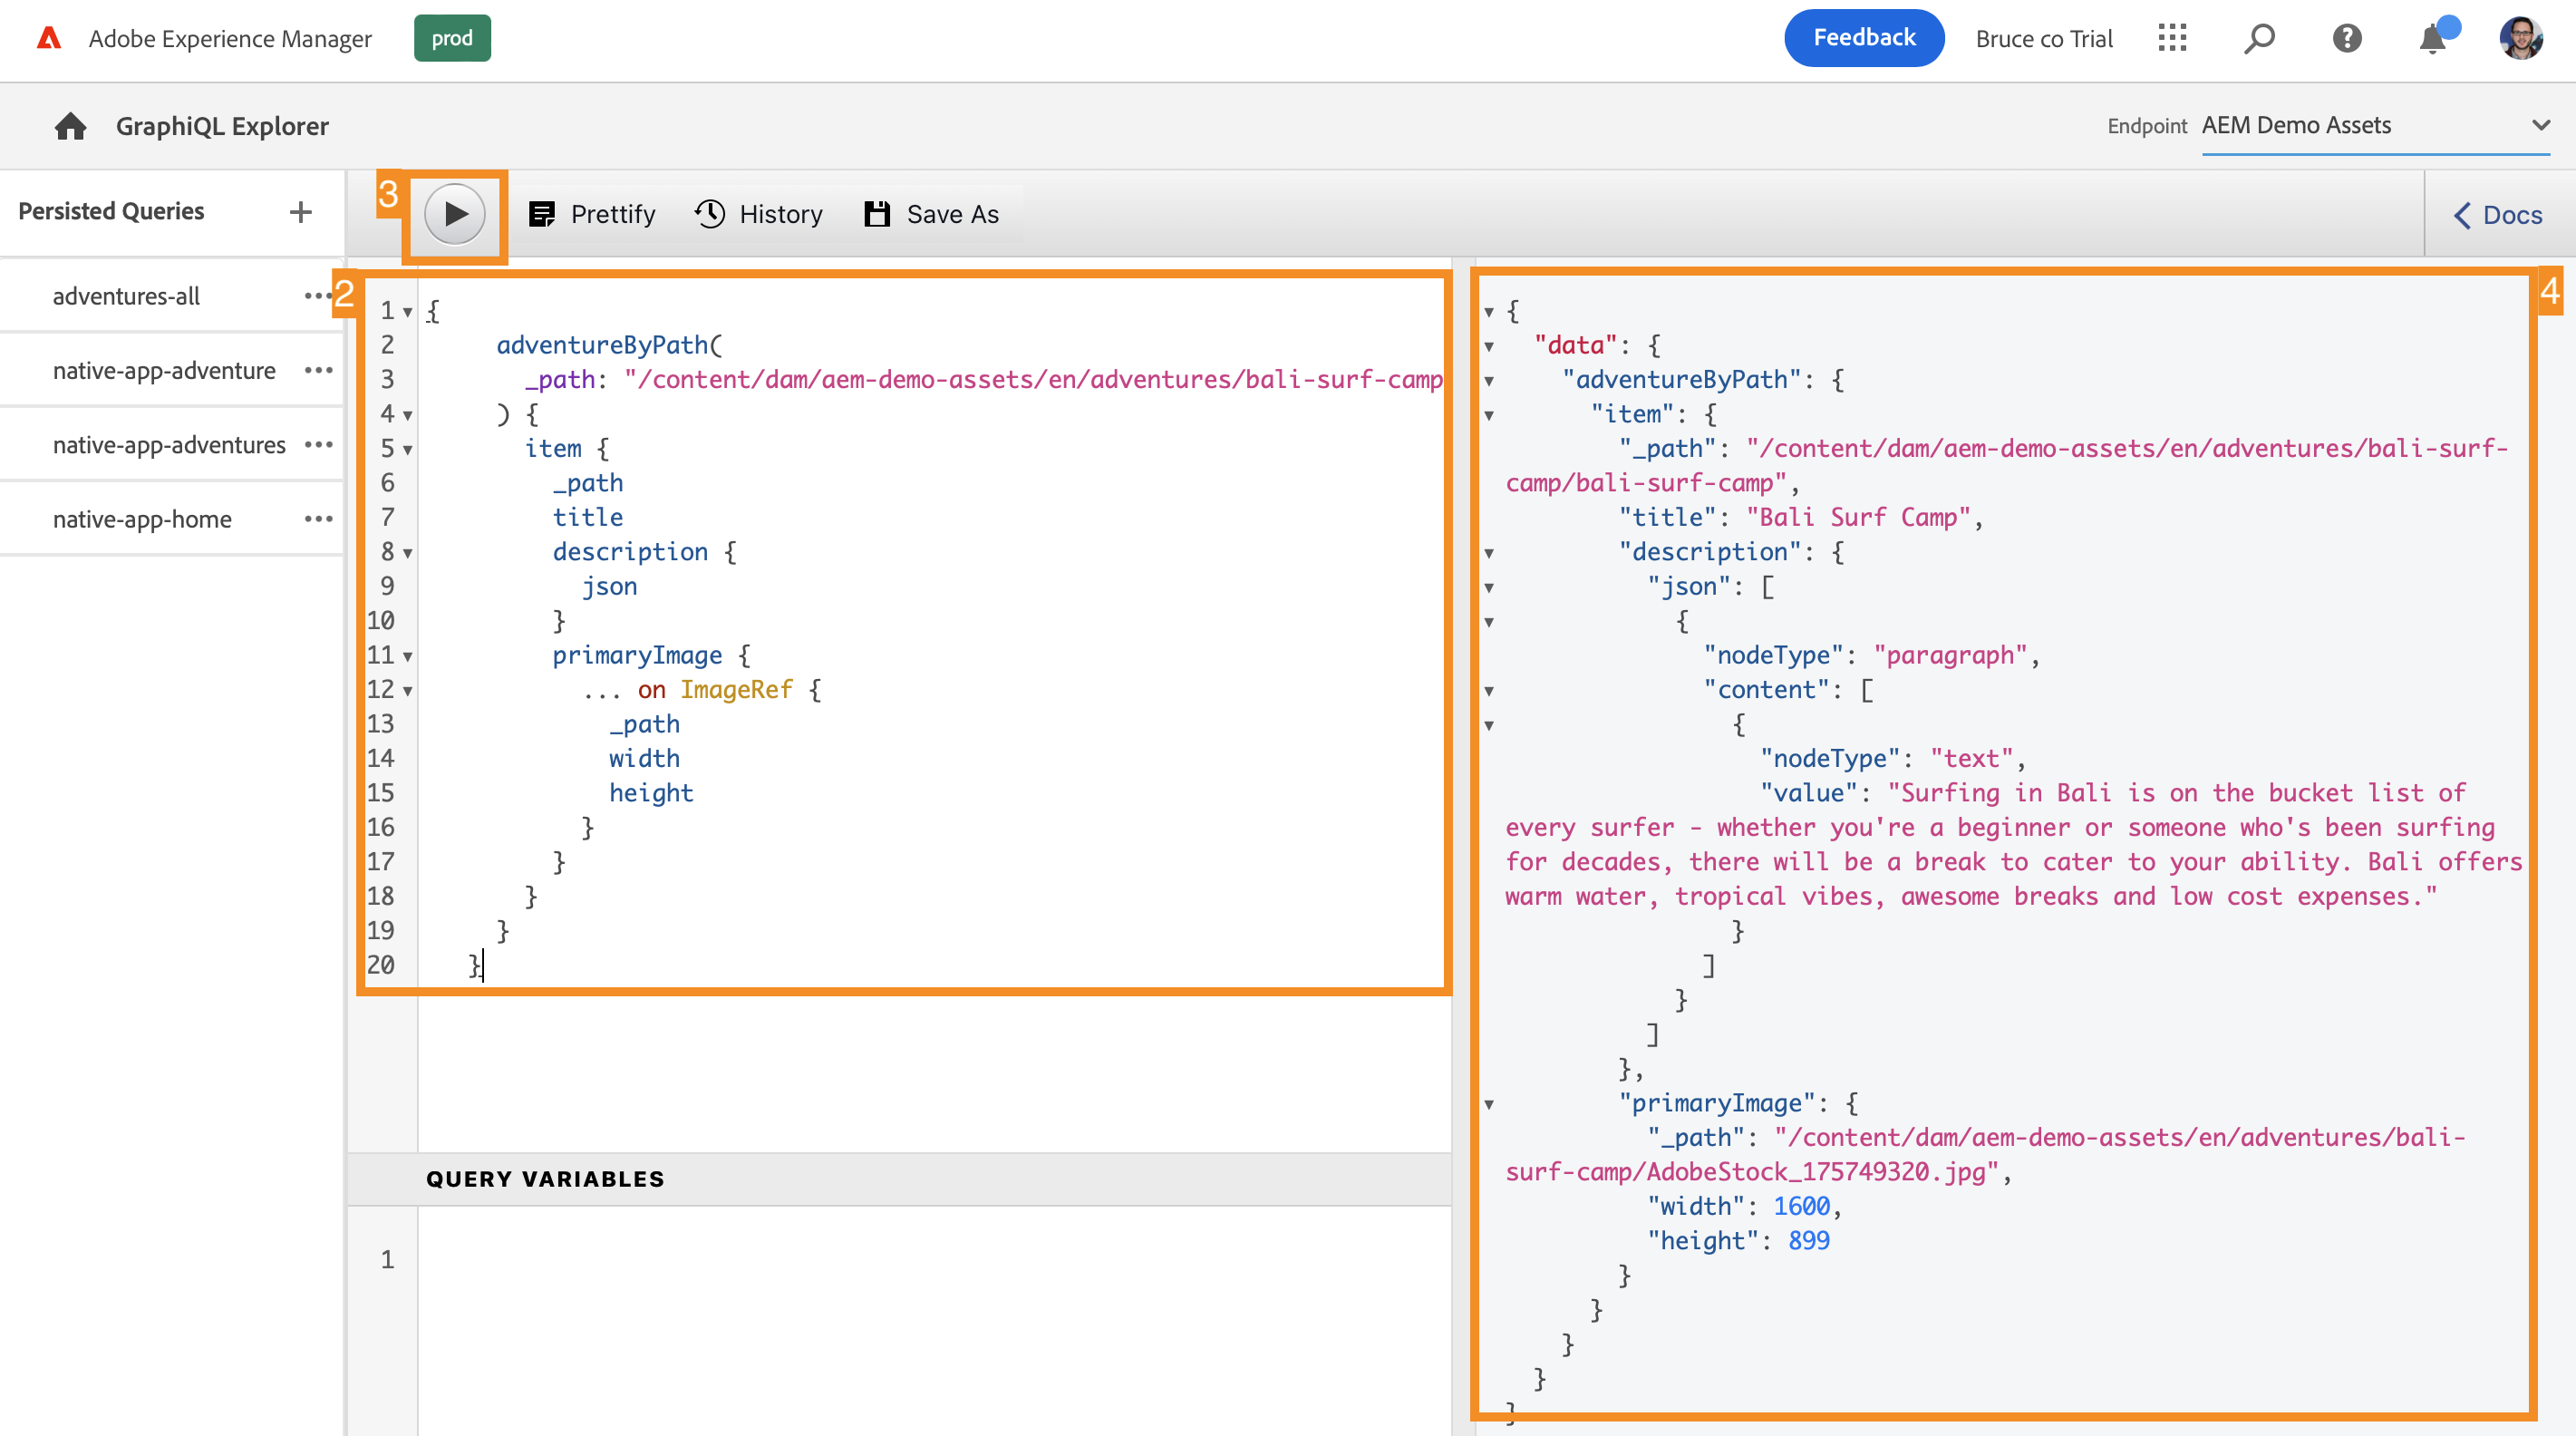 Adobe Experience Manager prod Feedback Bruce co Trial
GraphiQL Explorer Endpoint AEM Demo Assets
Persisted Queries + 3 Prettify History Save As Docs
adventures-all
native-app-adventure
native-app-adventures
native-app-home
2
1 {
2 adventureByPath(
3 _path: "/content/dam/aem-demo-assets/en/adventures/bali-surf-camp
4 ) {
5 item {
6 _path
7 title
8 description {
9 json
10 }
11 primaryImage {
12 ... on ImageRef {
13 _path
14 width
15 height
16 }
17 }
18 }
19 }
20 }
QUERY VARIABLES
1
4
{
"data": {
"adventureByPath": {
"item": {
"_path": "/content/dam/aem-demo-assets/en/adventures/bali-surf-
camp/bali-surf-camp",
"title": "Bali Surf Camp",
"description": {
"json": [
{
"nodeType": "paragraph",
"content": [
{
"nodeType": "text",
"value": "Surfing in Bali is on the bucket list of
every surfer - whether you're a beginner or someone who's been surfing
for decades, there will be a break to cater to your ability. Bali offers
warm water, tropical vibes, awesome breaks and low cost expenses."
}
]
}
]
},
"primaryImage": {
"_path": "/content/dam/aem-demo-assets/en/adventures/bali-
surf-camp/AdobeStock_175749320.jpg",
"width": 1600,
"height": 899
}
}
}
}
}